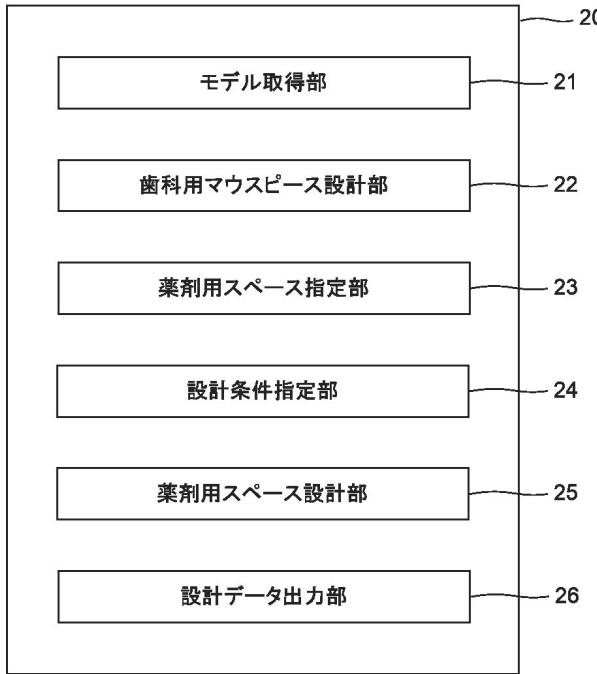 20
モデル取得部
21
歯科用マウスピース設計部
22
薬剤用スペース指定部
23
設計条件指定部
24
薬剤用スペース設計部
25
設計データ出力部
26